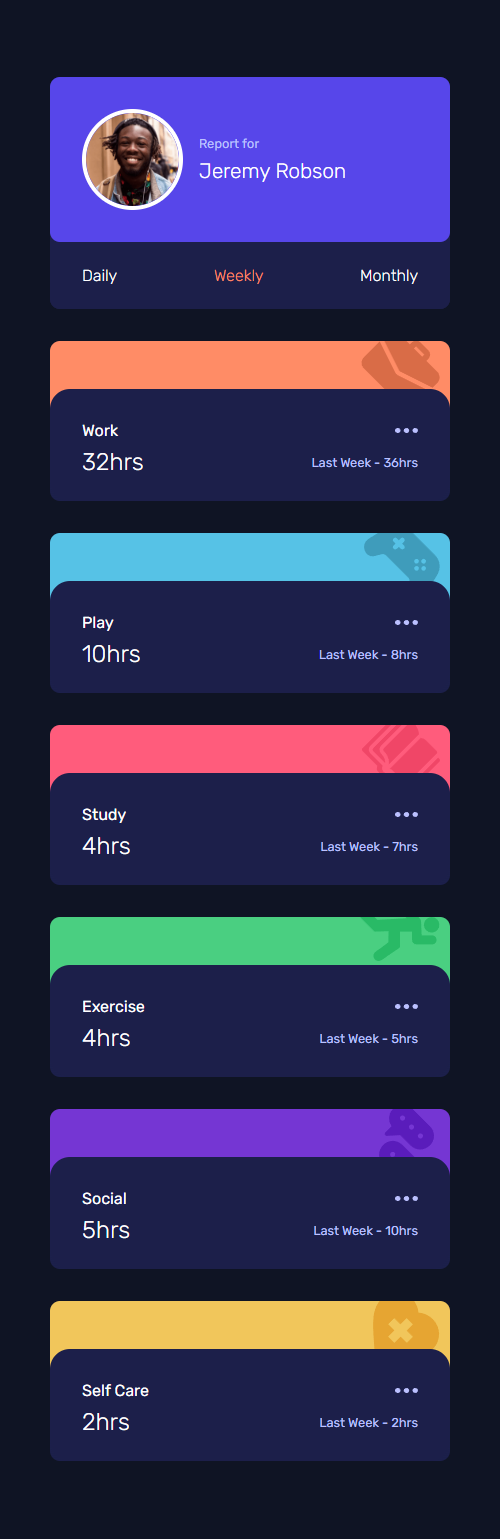 Report for
Jeremy Robson
Daily Weekly Monthly
Work
32hrs Last Week - 36hrs
Play
10hrs Last Week - 8hrs
Study
4hrs Last Week - 7hrs
Exercise
4hrs Last Week - 5hrs
Social
5hrs Last Week - 10hrs
Self Care
2hrs Last Week - 2hrs